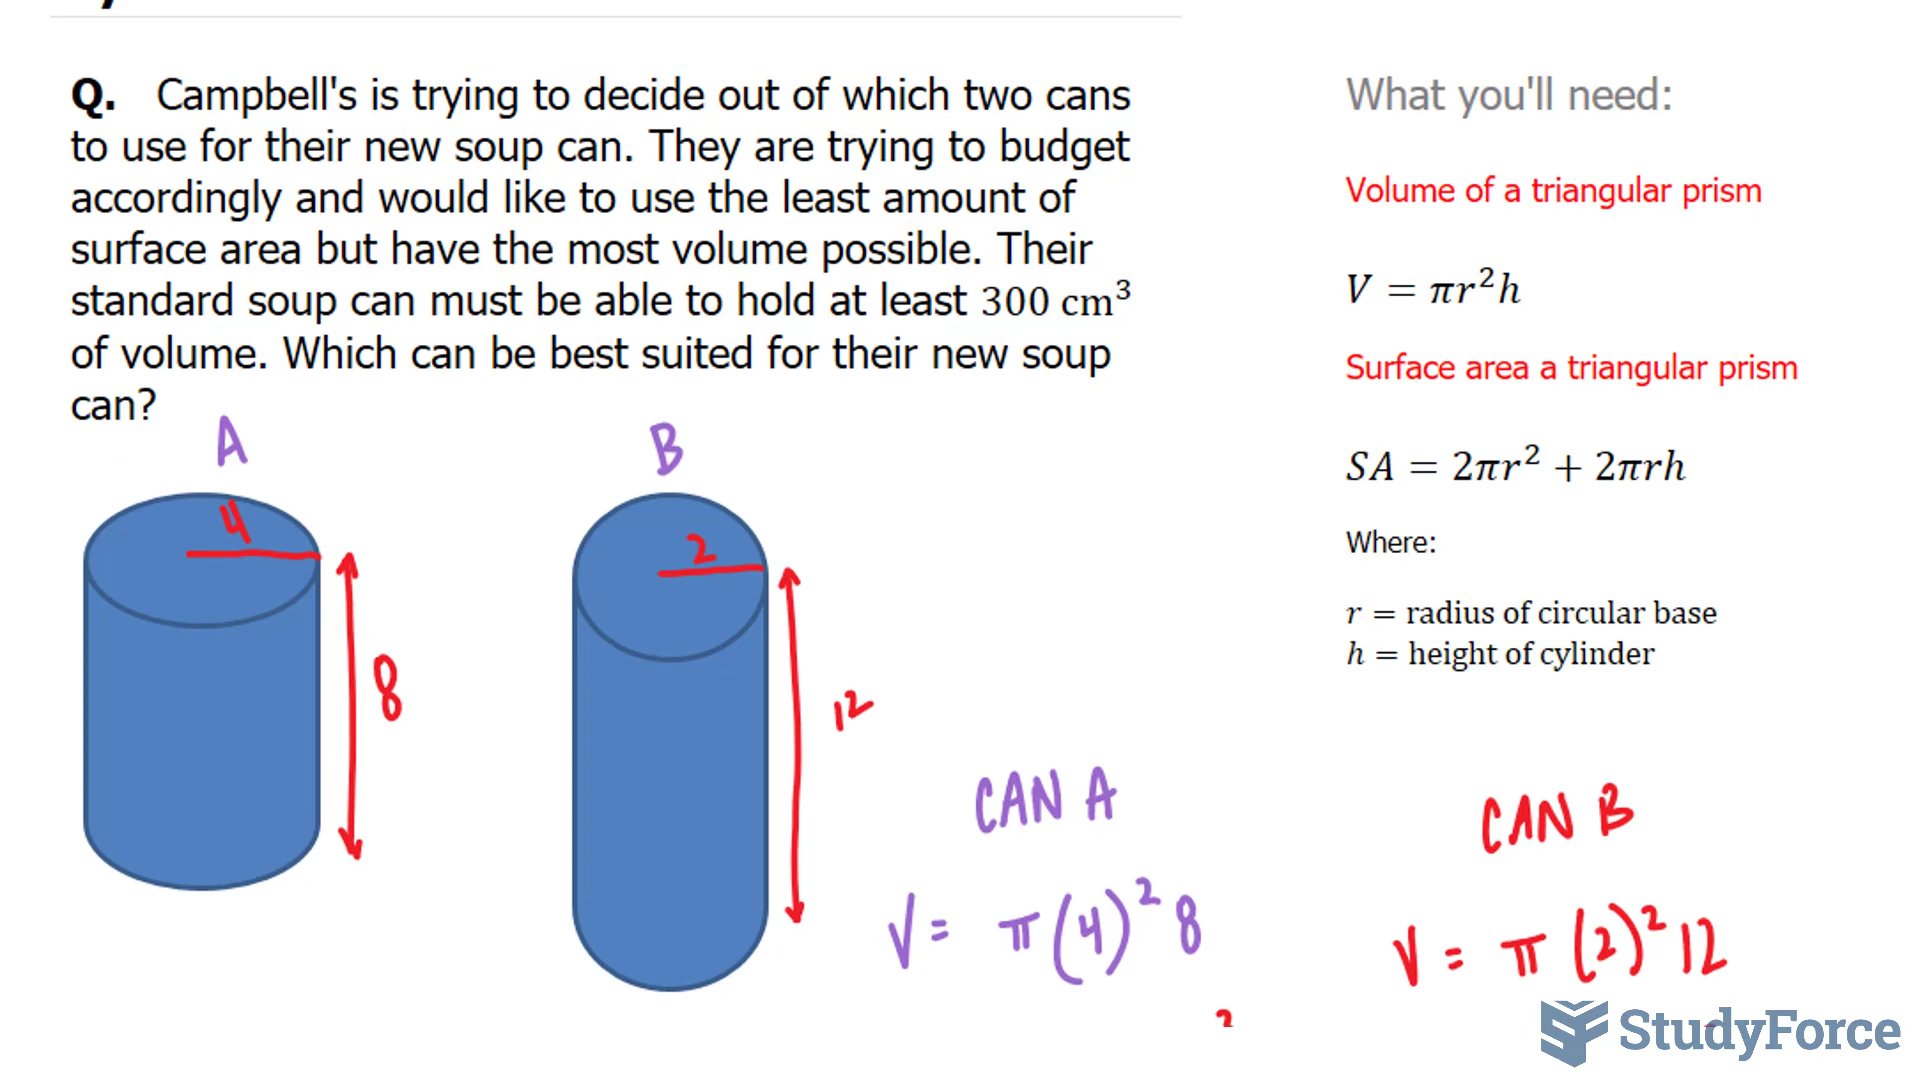 Q. Campbell's is trying to decide out of which two cans
to use for their new soup can. They are trying to budget
accordingly and would like to use the least amount of
surface area but have the most volume possible. Their
standard soup can must be able to hold at least 300 cm³
of volume. Which can be best suited for their new soup
can?
A
B
4
8
2
12
CAN A
V = π(4)² 8
What you'll need:
Volume of a triangular prism
V = πr²h
Surface area a triangular prism
SA = 2πr² + 2πrh
Where:
r = radius of circular base
h = height of cylinder
CAN B
V = π(2)² 12
StudyForce